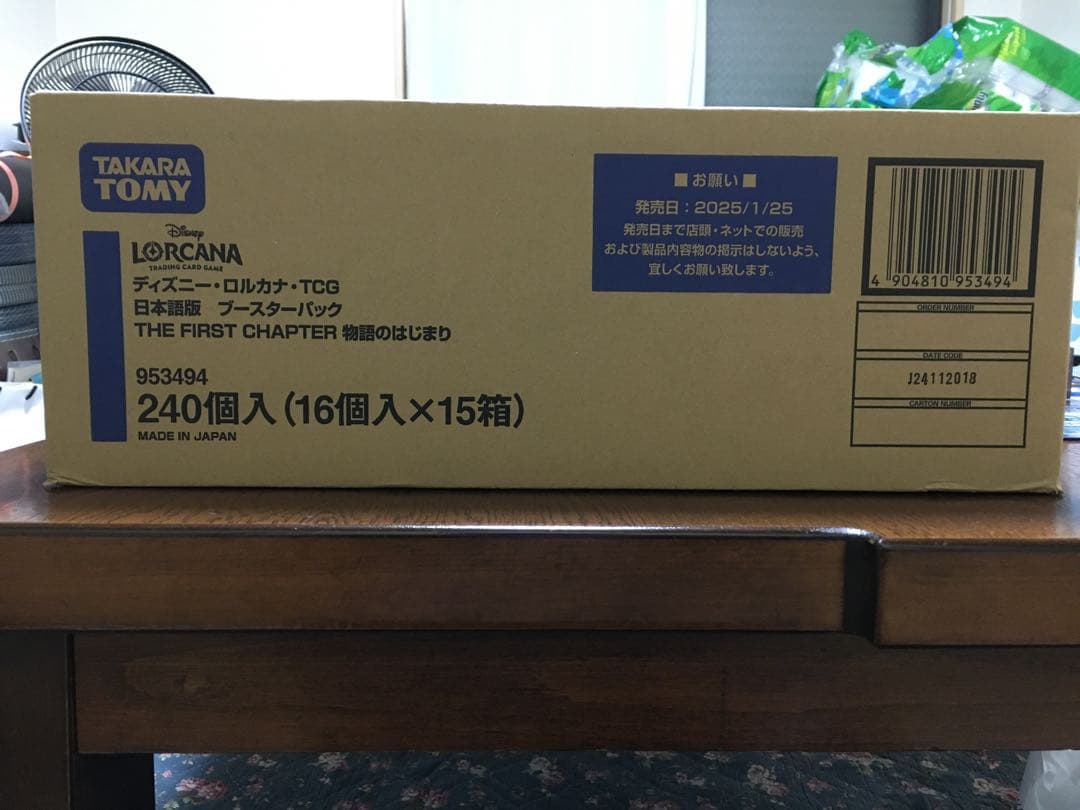 TAKARA
TOMY
Disney
LORCANA
TRADING CARD GAME
ディズニー・ロルカナ・TCG
日本語版 ブースターパック
THE FIRST CHAPTER 物語のはじまり
953494
240個入(16個入×15箱)
MADE IN JAPAN
■お願い■
発売日:2025/1/25
発売日まで店頭・ネットでの販売
および製品内容物の掲示はしないよう、
宜しくお願い致します。
4 904810 953494
ORDER NUMBER
DATE CODE
J24112018
CARTON NUMBER